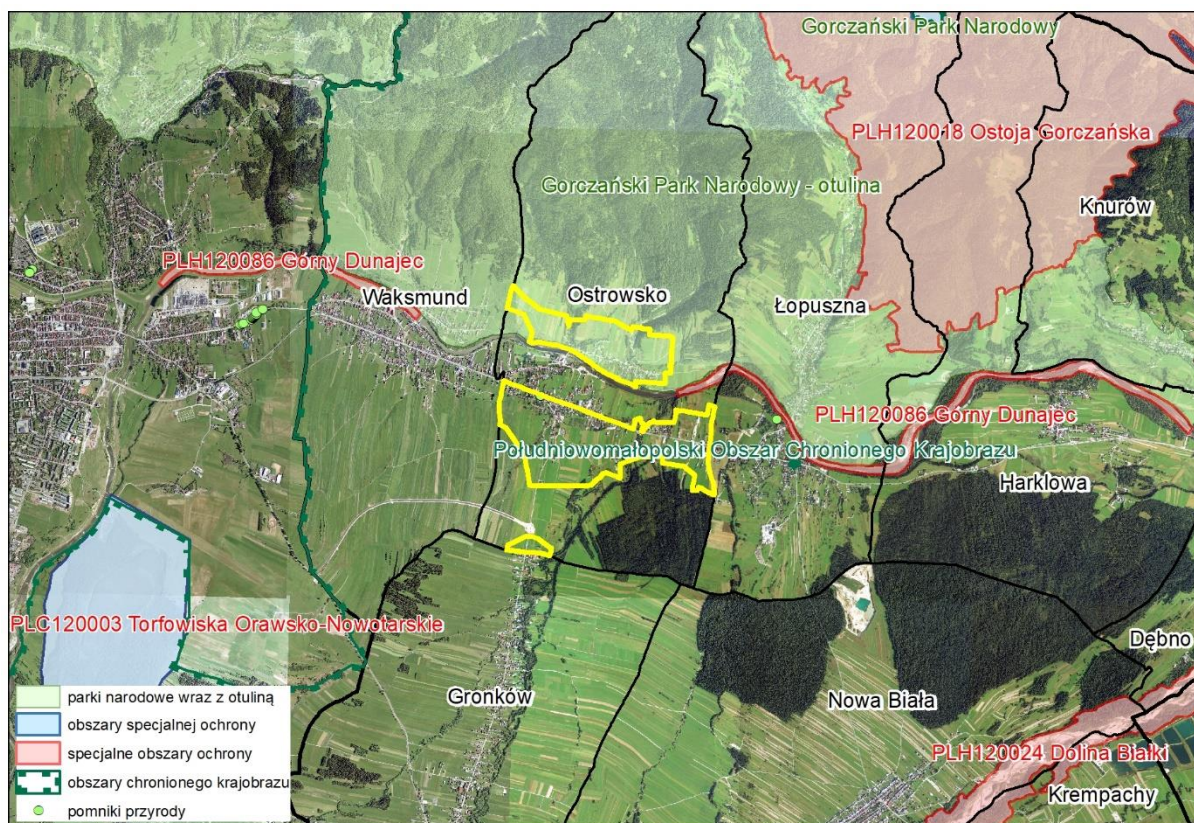 Gorczański Park Narodowy
PLH120018 Ostoja Gorczańska
Gorczański Park Narodowy - otulina
Knurów
PLH120086 Górny Dunajec
Waksmund
Ostrowsko
Łopuszna
PLH120086 Górny Dunajec
Południowomałopolski Obszar Chronionego Krajobrazu
Harklowa
PLC120003 Torfowiska Orawsko-Nowotarskie
Dębno
Gronków
Nowa Biała
PLH120024 Dolina Białki
Krempachy
parki narodowe wraz z otuliną
obszary specjalnej ochrony
specjalne obszary ochrony
obszary chronionego krajobrazu
pomniki przyrody